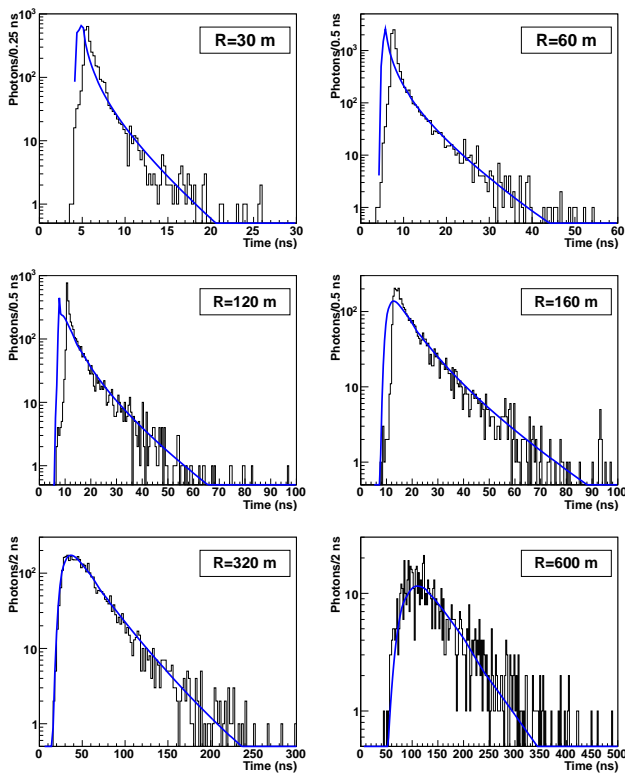 Photons/0.25 ns
10³
10²
10
1
R=30 m
0 5 10 15 20 25 30
Time (ns)
Photons/0.5 ns
10³
10²
10
1
R=60 m
0 10 20 30 40 50 60
Time (ns)
Photons/0.5 ns
10³
10²
10
1
R=120 m
0 10 20 30 40 50 60 70 80 90 100
Time (ns)
Photons/0.5 ns
10²
10
1
R=160 m
0 10 20 30 40 50 60 70 80 90 100
Time (ns)
Photons/2 ns
10²
10
1
R=320 m
0 50 100 150 200 250 300
Time (ns)
Photons/2 ns
10
1
R=600 m
0 50 100 150 200 250 300 350 400 450 500
Time (ns)